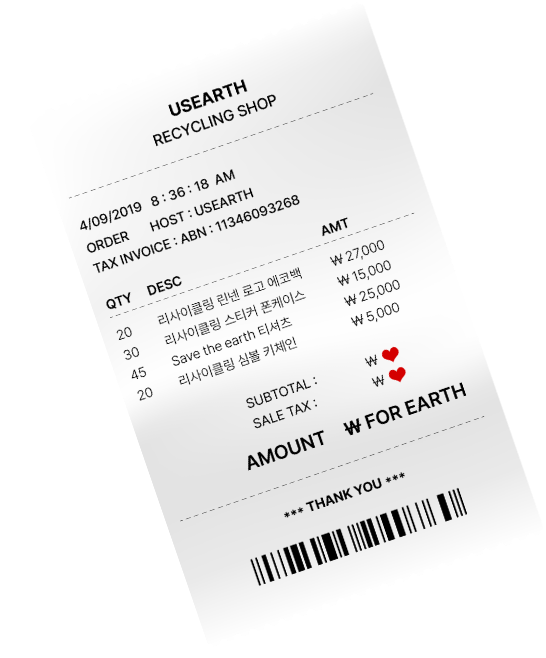 USEARTH
RECYCLING SHOP
4/09/2019 8 : 36 : 18 AM
ORDER HOST : USEARTH
TAX INVOICE : ABN : 11346093268
QTY DESC AMT
20 리사이클링 린넨 로고 에코백 ₩ 27,000
30 리사이클링 스티커 폰케이스 ₩ 15,000
45 Save the earth 티셔츠 ₩ 25,000
20 리사이클링 심볼 키체인 ₩ 5,000
SUBTOTAL : ₩ ❤
SALE TAX : ₩ ❤
AMOUNT ₩ FOR EARTH
*** THANK YOU ***